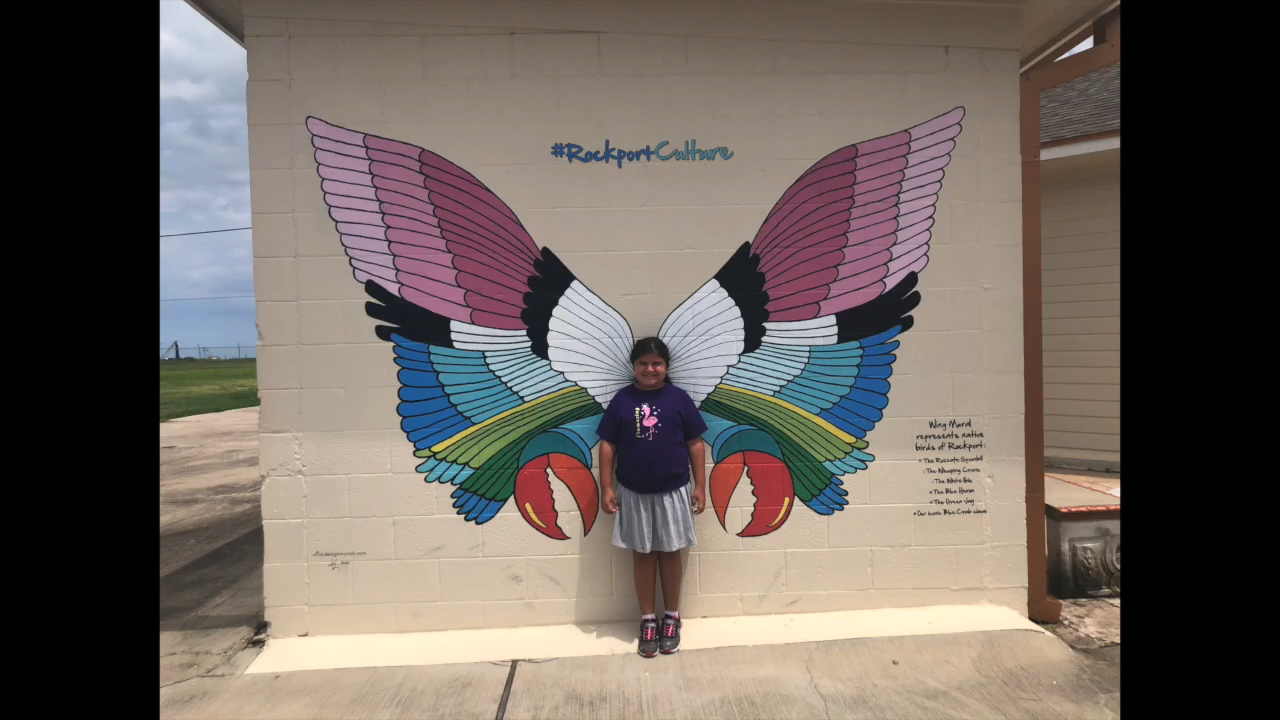 #RockportCulture
Wing Mural
represents native
birds of Rockport:
The Roseate Spoonbill
The Whooping Crane
The White Ibis
The Blue Heron
The Green Jay
Our iconic Blue Crab claws
flamingo